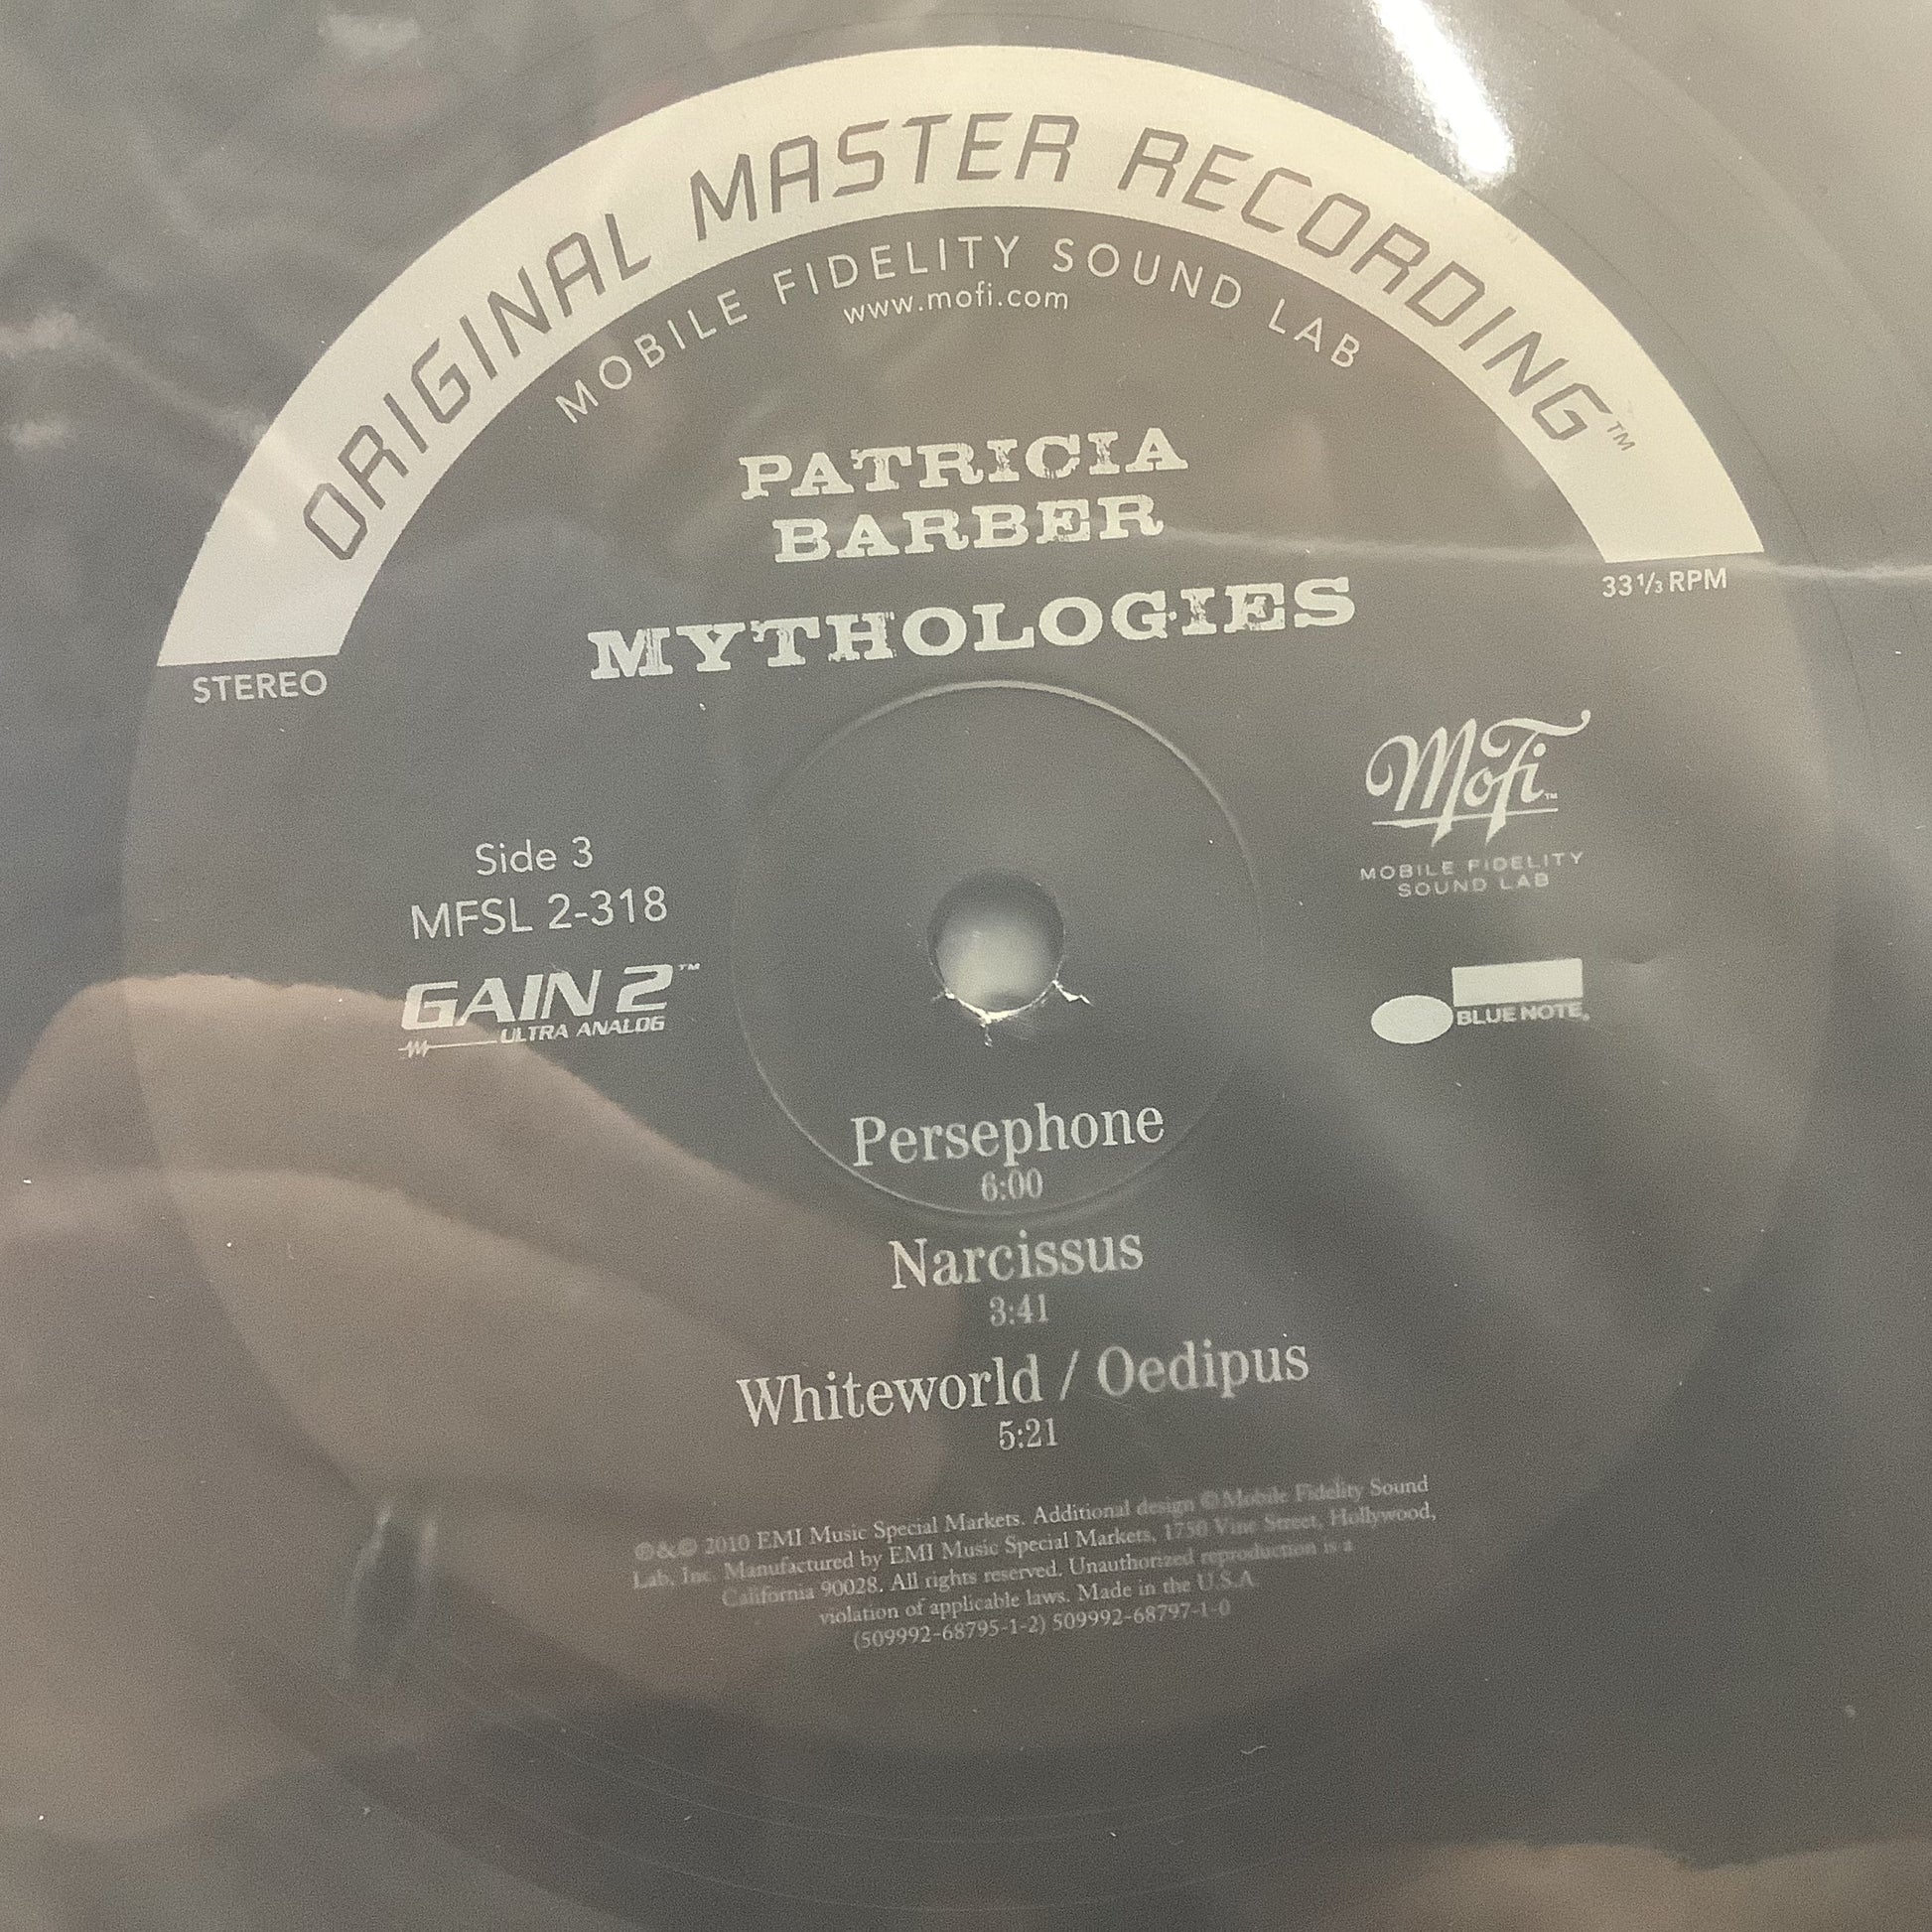 ORIGINAL MASTER RECORDING™
MOBILE FIDELITY SOUND LAB
www.mofi.com
PATRICIA
BARBER
MYTHOLOGIES
STEREO
33 1/3 RPM
Side 3
MFSL 2-318
GAIN 2™
ULTRA ANALOG
MoFi™
MOBILE FIDELITY
SOUND LAB
BLUE NOTE®
Persephone
6:00
Narcissus
3:41
Whiteworld / Oedipus
5:21
℗&© 2010 EMI Music Special Markets. Additional design ©Mobile Fidelity Sound
Lab, Inc. Manufactured by EMI Music Special Markets, 1750 Vine Street, Hollywood,
California 90028. All rights reserved. Unauthorized reproduction is a
violation of applicable laws. Made in the U.S.A
(509992-68795-1-2) 509992-68797-1-0